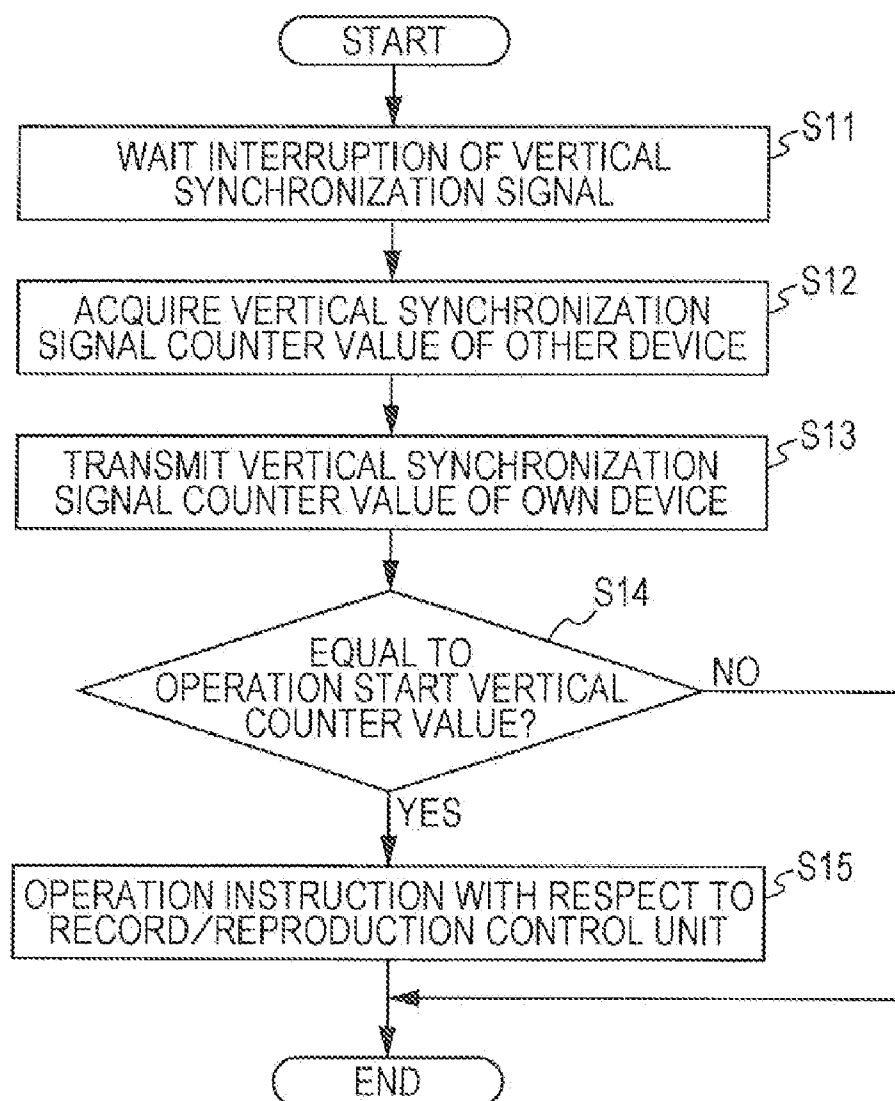 START
S11
WAIT INTERRUPTION OF VERTICAL
SYNCHRONIZATION SIGNAL
S12
ACQUIRE VERTICAL SYNCHRONIZATION
SIGNAL COUNTER VALUE OF OTHER DEVICE
S13
TRANSMIT VERTICAL SYNCHRONIZATION
SIGNAL COUNTER VALUE OF OWN DEVICE
S14
EQUAL TO
OPERATION START VERTICAL
COUNTER VALUE?
NO
YES
S15
OPERATION INSTRUCTION WITH RESPECT TO
RECORD/REPRODUCTION CONTROL UNIT
END